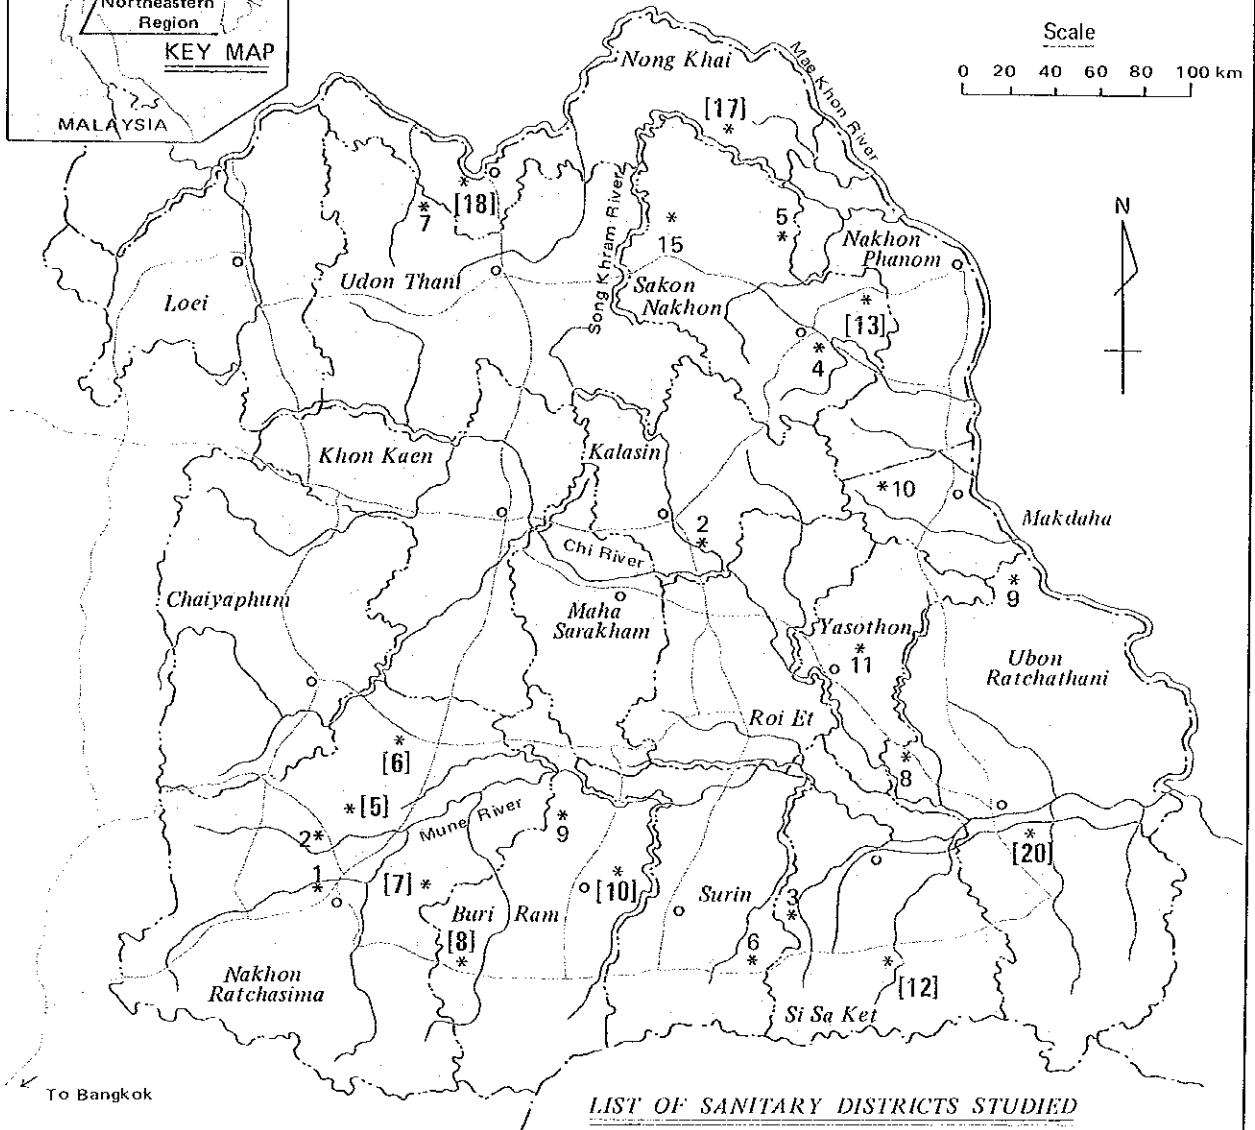 Northeastern
Region
KEY MAP
MALAYSIA
Scale
0 20 40 60 80 100 km
N
Nong Khai
Mae Khon River
[17]
*
*
[18]
*
7
*
15
5
*
Song Khram River
Nakhon
Phanom
Loei
Udon Thani
Sakon
Nakhon
*
[13]
*
4
Khon Kaen
Kalasin
*10
Makdaha
2
*
Chi River
*
9
Chaiyaphum
Maha
Sarakham
Yasothon
*
11
Ubon
Ratchathani
Roi Et
*
[6]
*
8
*[5]
Mune River
*
9
2*
*
[20]
1
*
[7]*
*
[10]
Surin
3
*
Buri Ram
[8]
*
6
*
*
[12]
Nakhon
Ratchasima
Si Sa Ket
To Bangkok
LIST OF SANITARY DISTRICTS STUDIED